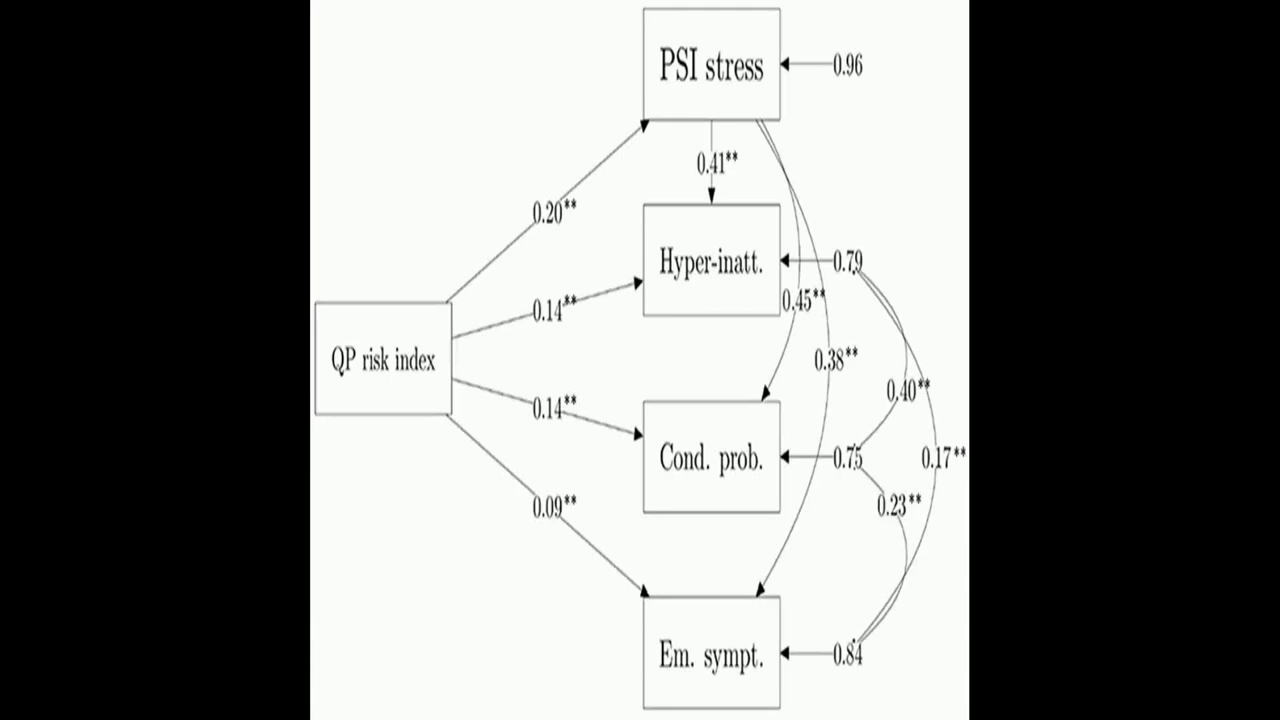 PSI stress
0.96
0.41**
0.20**
Hyper-inatt.
0.79
0.14**
0.45**
QP risk index
0.38**
0.40**
0.14**
Cond. prob.
0.75
0.17**
0.09**
0.23**
Em. sympt.
0.84